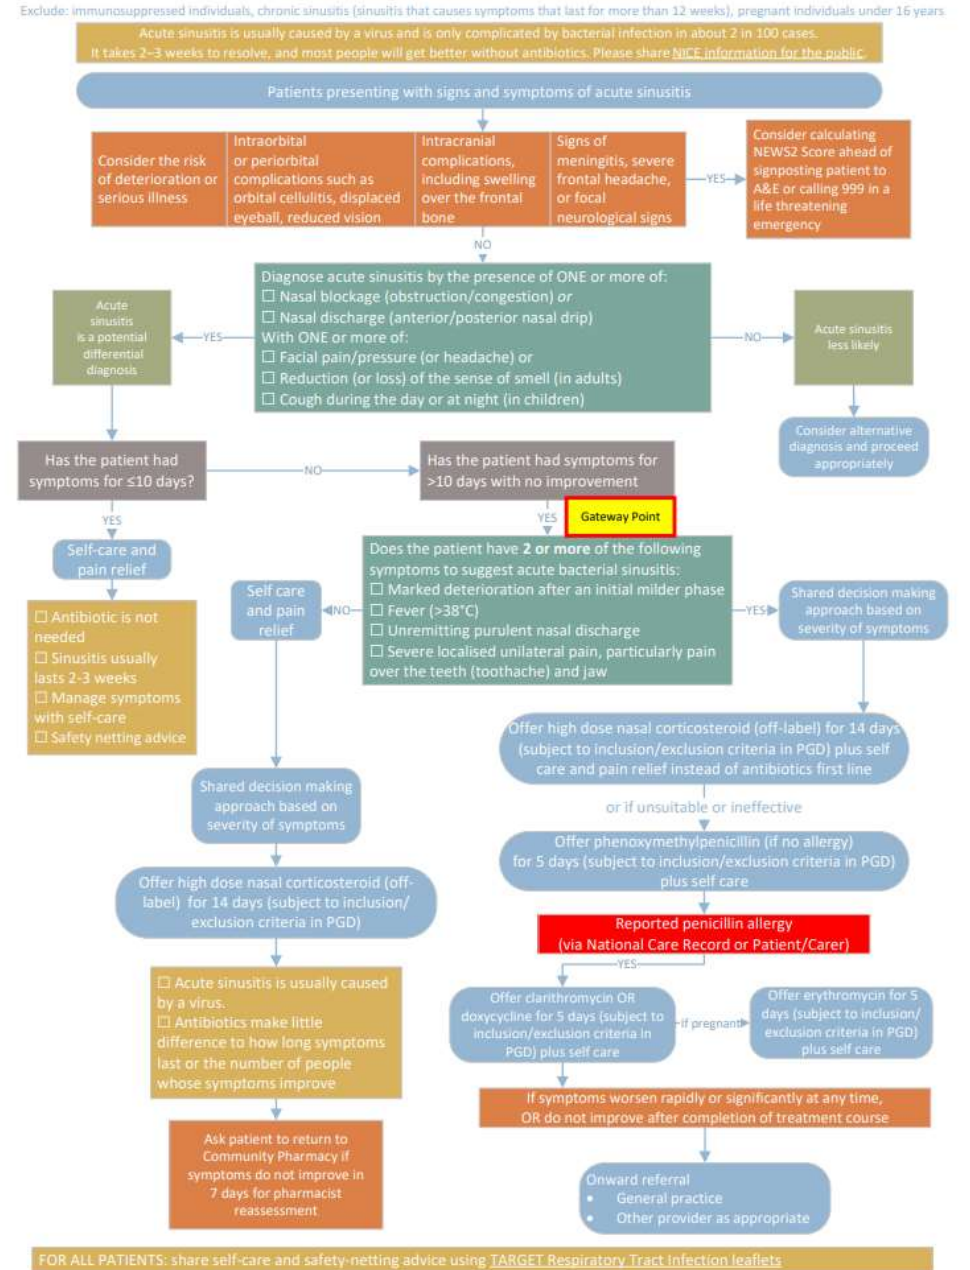 Exclude: immunosuppressed individuals, chronic sinusitis (sinusitis that causes symptoms that last for more than 12 weeks), pregnant individuals under 16 years
Acute sinusitis is usually caused by a virus and is only complicated by bacterial infection in about 2 in 100 cases.
It takes 2–3 weeks to resolve, and most people will get better without antibiotics. Please share NICE information for the public.
Patients presenting with signs and symptoms of acute sinusitis
Consider the risk
of deterioration or
serious illness
Intraorbital
or periorbital
complications such as
orbital cellulitis, displaced
eyeball, reduced vision
Intracranial
complications,
including swelling
over the frontal
bone
Signs of
meningitis, severe
frontal headache,
or focal
neurological signs
YES
Consider calculating
NEWS2 Score ahead of
signposting patient to
A&E or calling 999 in a
life threatening
emergency
NO
Diagnose acute sinusitis by the presence of ONE or more of:
☐ Nasal blockage (obstruction/congestion) or
☐ Nasal discharge (anterior/posterior nasal drip)
With ONE or more of:
☐ Facial pain/pressure (or headache) or
☐ Reduction (or loss) of the sense of smell (in adults)
☐ Cough during the day or at night (in children)
YES
Acute
sinusitis
is a potential
differential
diagnosis
NO
Acute sinusitis
less likely
Consider alternative
diagnosis and proceed
appropriately
Has the patient had
symptoms for ≤10 days?
NO
Has the patient had symptoms for
>10 days with no improvement
YES
Self-care and
pain relief
☐ Antibiotic is not
needed
☐ Sinusitis usually
lasts 2-3 weeks
☐ Manage symptoms
with self-care
☐ Safety netting advice
YES
Gateway Point
Does the patient have 2 or more of the following
symptoms to suggest acute bacterial sinusitis:
☐ Marked deterioration after an initial milder phase
☐ Fever (>38°C)
☐ Unremitting purulent nasal discharge
☐ Severe localised unilateral pain, particularly pain
over the teeth (toothache) and jaw
NO
Self care
and pain
relief
Shared decision making
approach based on
severity of symptoms
Offer high dose nasal corticosteroid (off-
label) for 14 days (subject to inclusion/
exclusion criteria in PGD)
☐ Acute sinusitis is usually caused
by a virus.
☐ Antibiotics make little
difference to how long symptoms
last or the number of people
whose symptoms improve
Ask patient to return to
Community Pharmacy if
symptoms do not improve in
7 days for pharmacist
reassessment
YES
Shared decision making
approach based on
severity of symptoms
Offer high dose nasal corticosteroid (off-label) for 14 days
(subject to inclusion/exclusion criteria in PGD) plus self
care and pain relief instead of antibiotics first line
or if unsuitable or ineffective
Offer phenoxymethylpenicillin (if no allergy)
for 5 days (subject to inclusion/exclusion criteria in PGD)
plus self care
Reported penicillin allergy
(via National Care Record or Patient/Carer)
YES
Offer clarithromycin OR
doxycycline for 5 days (subject to
inclusion/exclusion criteria in
PGD) plus self care
If pregnant
Offer erythromycin for 5
days (subject to inclusion/
exclusion criteria in PGD)
plus self care
If symptoms worsen rapidly or significantly at any time,
OR do not improve after completion of treatment course
Onward referral
• General practice
• Other provider as appropriate
FOR ALL PATIENTS: share self-care and safety-netting advice using TARGET Respiratory Tract Infection leaflets